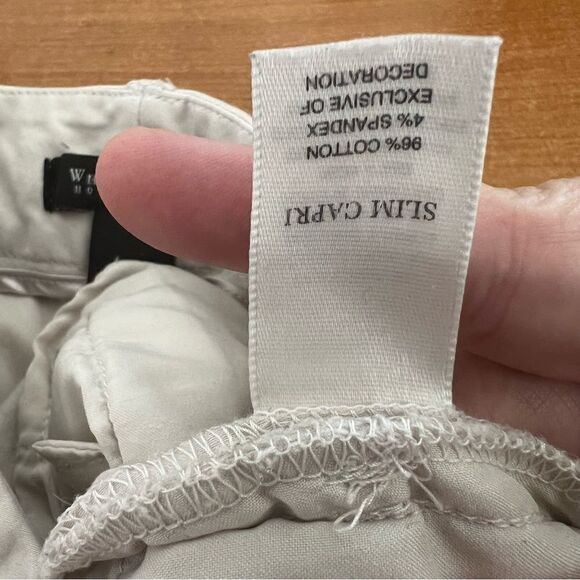 SLIM CAPRI
96% COTTON
4% SPANDEX
EXCLUSIVE OF
DECORATION